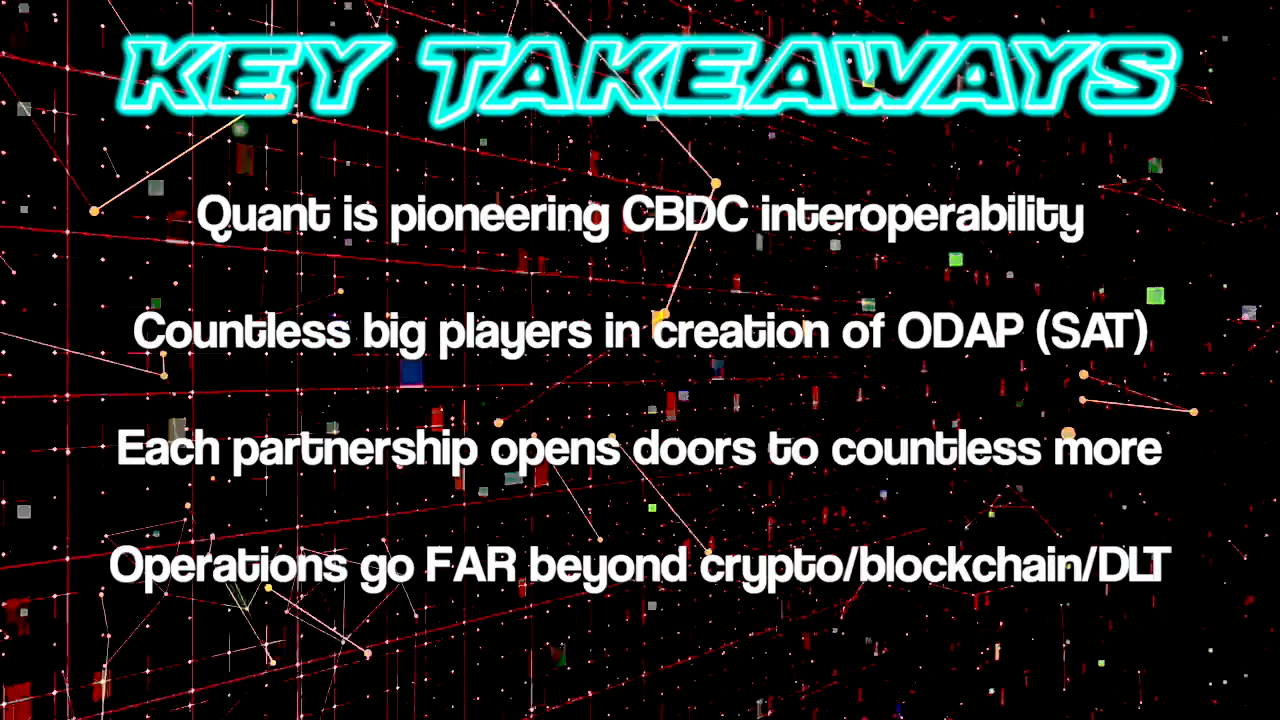 KEY TAKEAWAYS
Quant is pioneering CBDC interoperability
Countless big players in creation of ODAP (SAT)
Each partnership opens doors to countless more
Operations go FAR beyond crypto/blockchain/DLT